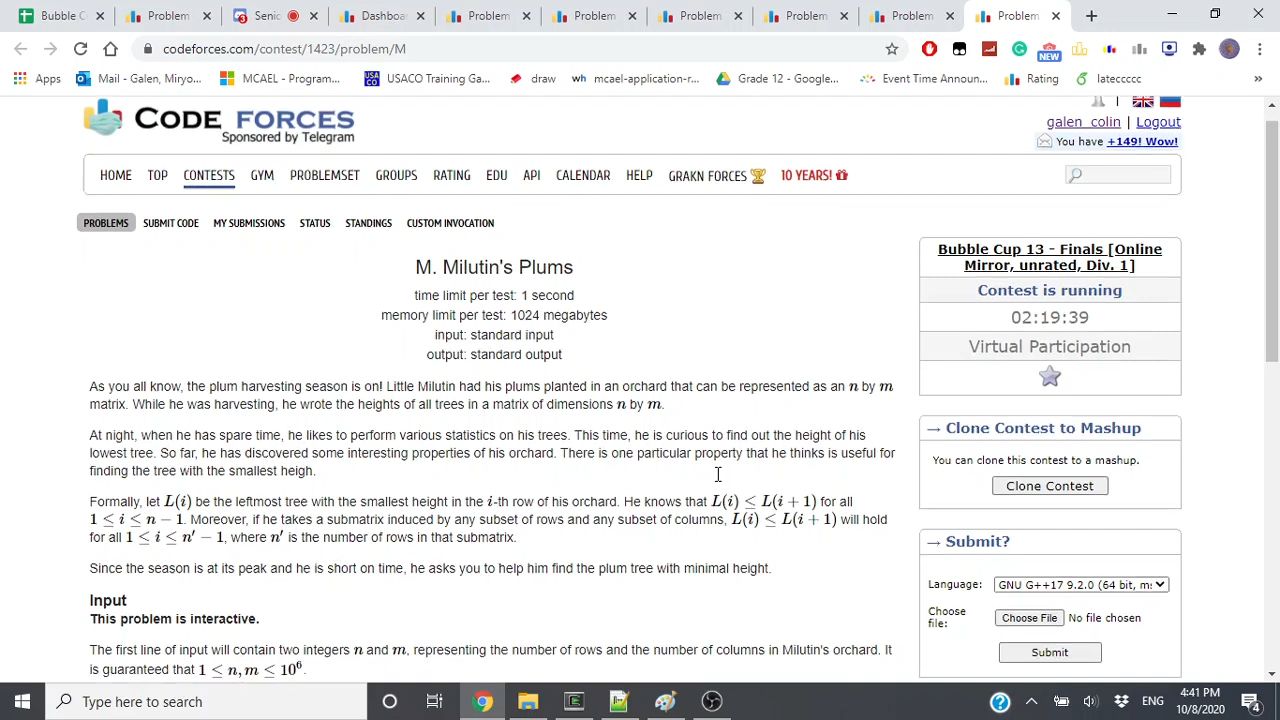 Bubble C
Problem
Senic
Problem
Dashboa
Problem
Problem
Problem
Problem
Problem
Problem
codeforces.com/contest/1423/problem/M
NEW
Apps
Mail - Galen, Miryo...
MCAEL - Program...
USACO Training Gat...
draw
mcael-application-r...
Grade 12 - Google...
Event Time Announ...
Rating
lateccccc
»
CODE FORCES
Sponsored by Telegram
galen_colin | Logout
You have +149! Wow!
HOME TOP CONTESTS GYM PROBLEMSET GROUPS RATING EDU API CALENDAR HELP GRAKN FORCES 10 YEARS!
PROBLEMS SUBMIT CODE MY SUBMISSIONS STATUS STANDINGS CUSTOM INVOCATION
M. Milutin's Plums
time limit per test: 1 second
memory limit per test: 1024 megabytes
input: standard input
output: standard output
As you all know, the plum harvesting season is on! Little Milutin had his plums planted in an orchard that can be represented as an n by m
matrix. While he was harvesting, he wrote the heights of all trees in a matrix of dimensions n by m.
At night, when he has spare time, he likes to perform various statistics on his trees. This time, he is curious to find out the height of his
lowest tree. So far, he has discovered some interesting properties of his orchard. There is one particular property that he thinks is useful for
finding the tree with the smallest heigh.
Formally, let L(i) be the leftmost tree with the smallest height in the i-th row of his orchard. He knows that L(i) ≤ L(i + 1) for all
1 ≤ i ≤ n − 1. Moreover, if he takes a submatrix induced by any subset of rows and any subset of columns, L(i) ≤ L(i + 1) will hold
for all 1 ≤ i ≤ n′ − 1, where n′ is the number of rows in that submatrix.
Since the season is at its peak and he is short on time, he asks you to help him find the plum tree with minimal height.
Input
This problem is interactive.
The first line of input will contain two integers n and m, representing the number of rows and the number of columns in Milutin's orchard. It
is guaranteed that 1 ≤ n, m ≤ 10⁶.
Bubble Cup 13 - Finals [Online
Mirror, unrated, Div. 1]
Contest is running
02:19:39
Virtual Participation
→ Clone Contest to Mashup
You can clone this contest to a mashup.
Clone Contest
→ Submit?
Language: GNU G++17 9.2.0 (64 bit, ms
Choose
file:
Choose File No file chosen
Submit
Type here to search
ENG
4:41 PM
10/8/2020
4